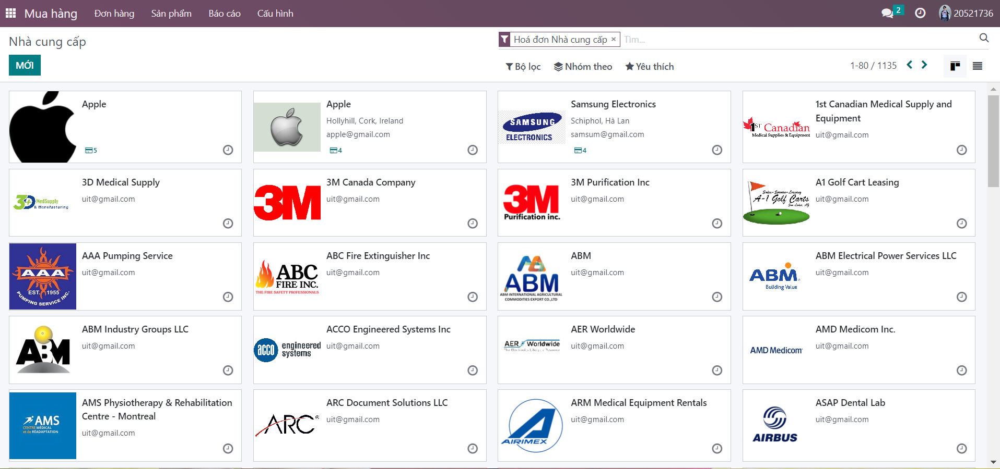 Mua hàng Đơn hàng Sản phẩm Báo cáo Cấu hình 2 20521736
Nhà cung cấp
Hoá đơn Nhà cung cấp × Tìm...
MỚI
Bộ lọc Nhóm theo Yêu thích 1-80 / 1135
Apple
5
Apple
Hollyhill, Cork, Ireland
apple@gmail.com
4
SAMSUNG
ELECTRONICS
Samsung Electronics
Schiphol, Hà Lan
samsum@gmail.com
4
1ST Canadian
Medical Supplies & Equipment
1st Canadian Medical Supply and
Equipment
uit@gmail.com
3D MedSupply
& Manufacturing
3D Medical Supply
uit@gmail.com
3M
3M Canada Company
uit@gmail.com
3M
Purification inc.
3M Purification Inc
uit@gmail.com
Sales•Service•Leasing
A-1 Golf Carts
Sun Lakes, AZ
A1 Golf Cart Leasing
uit@gmail.com
AAA
EST. 1955
PUMPING SERVICE INC.
AAA Pumping Service
uit@gmail.com
ABC
FIRE INC.
THE FIRE SAFETY PROFESSIONALS
ABC Fire Extinguisher Inc
uit@gmail.com
ABM
ABM INTERNATIONAL AGRICULTURAL
COMMODITIES EXPORT CO.,LTD
ABM
uit@gmail.com
ABM
Building Value
ABM Electrical Power Services LLC
uit@gmail.com
ABM
ABM Industry Groups LLC
uit@gmail.com
acco engineered
systems
ACCO Engineered Systems Inc
uit@gmail.com
AER Worldwide
The Electronics Lifecycle Resource
AER Worldwide
uit@gmail.com
AMD Medicom
AMD Medicom Inc.
uit@gmail.com
AMS
CENTRE MÉDICAL
et de RÉADAPTATION
AMS Physiotherapy & Rehabilitation
Centre - Montreal
uit@gmail.com
ARC®
ARC Document Solutions LLC
uit@gmail.com
AIRIMEX
ARM Medical Equipment Rentals
uit@gmail.com
AIRBUS
ASAP Dental Lab
uit@gmail.com